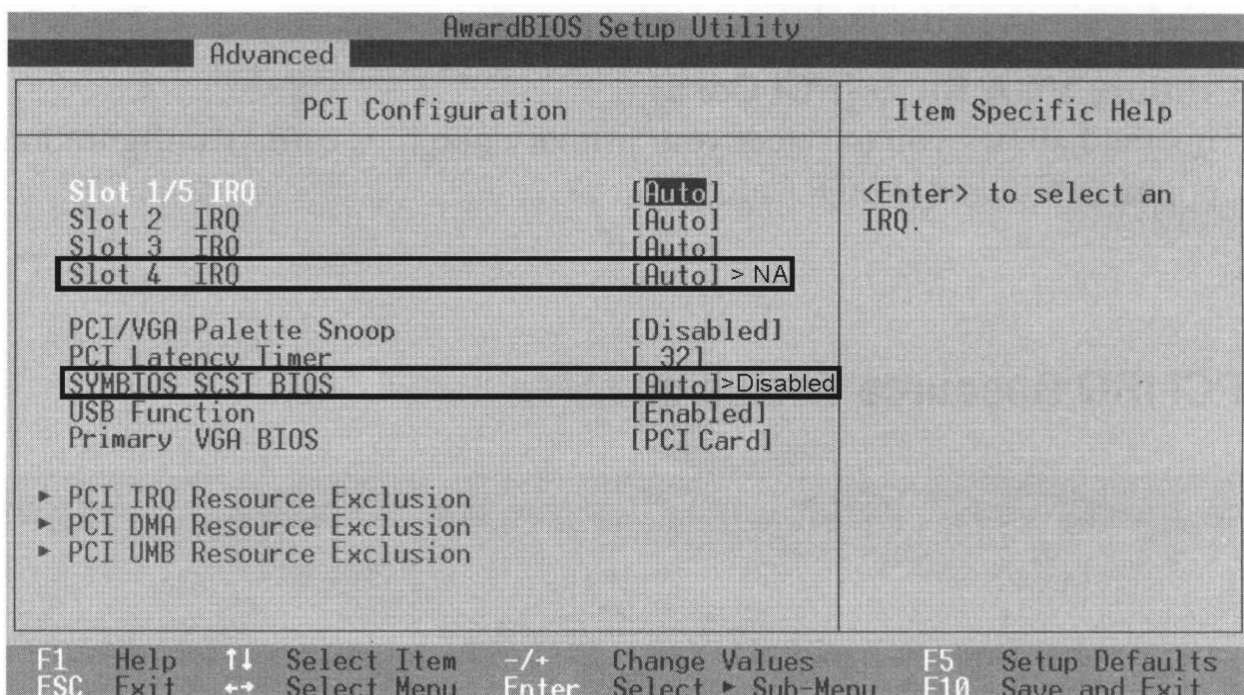 AwardBIOS Setup Utility
Advanced
PCI Configuration
Item Specific Help
Slot 1/5 IRQ [Auto]
Slot 2 IRQ [Auto]
Slot 3 IRQ [Auto]
Slot 4 IRQ [Auto] > NA
PCI/VGA Palette Snoop [Disabled]
PCI Latency Timer [ 32]
SYMBIOS SCSI BIOS [Auto] >Disabled
USB Function [Enabled]
Primary VGA BIOS [PCI Card]
► PCI IRQ Resource Exclusion
► PCI DMA Resource Exclusion
► PCI UMB Resource Exclusion
<Enter> to select an
IRQ.
F1 Help ↑↓ Select Item -/+ Change Values F5 Setup Defaults
ESC Exit ↔ Select Menu Enter Select ► Sub-Menu F10 Save and Exit